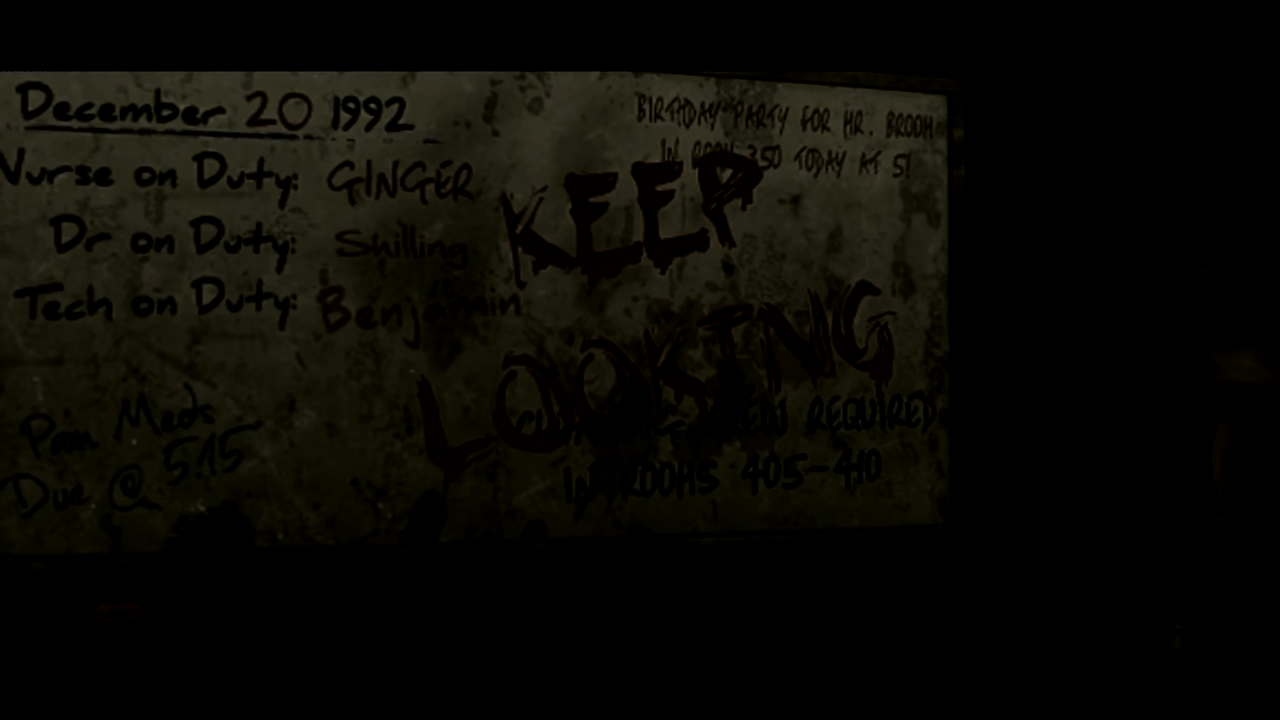 December 20 1992
Nurse on Duty: GINGER
Dr on Duty: Skilling
Tech on Duty: Benjamin
Pain Meds
Due @ 515
BIRTHDAY PARTY FOR MR. BROOM
IN ROOM 350 TODAY AT 5!
KEEP
LOOKING
REQUIRED
IN ROOMS 405-410